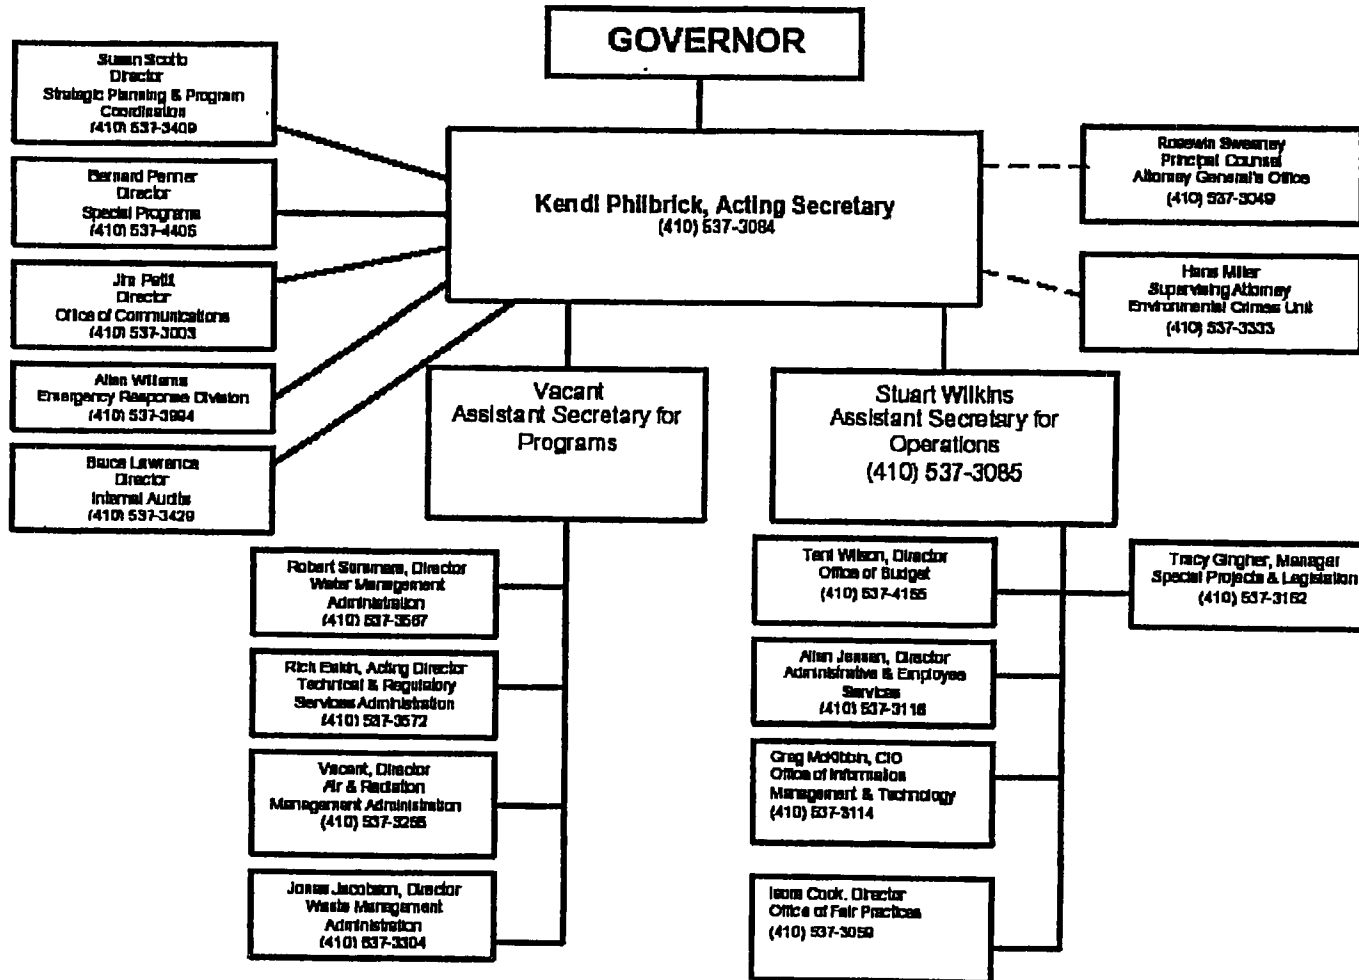 GOVERNOR
Susan Scotto
Director
Strategic Planning & Program
Coordination
(410) 537-3409
Bernard Penner
Director
Special Programs
(410) 537-4405
Jim Pettit
Director
Office of Communications
(410) 537-3003
Allan Williams
Emergency Response Division
(410) 537-3994
Bruce Lawrence
Director
Internal Audits
(410) 537-3429
Kendl Philbrick, Acting Secretary
(410) 537-3084
Rosewin Sweeney
Principal Counsel
Attorney General's Office
(410) 537-3049
Hans Miller
Supervising Attorney
Environmental Crimes Unit
(410) 537-3333
Vacant
Assistant Secretary for
Programs
Stuart Wilkins
Assistant Secretary for
Operations
(410) 537-3085
Robert Summers, Director
Water Management
Administration
(410) 537-3567
Rich Eskin, Acting Director
Technical & Regulatory
Services Administration
(410) 537-3572
Vacant, Director
Air & Radiation
Management Administration
(410) 537-3255
Jonas Jacobson, Director
Waste Management
Administration
(410) 537-3304
Wilson, Director
Office of Budget
(410) 537-4155
Tracy Gingher, Manager
Special Projects & Legislation
(410) 537-3152
Allan Jensen, Director
Administrative & Employee
Services
(410) 537-3116
Greg McKibbin, CIO
Office of Information
Management & Technology
(410) 537-3114
Cook, Director
Office of Fair Practices
(410) 537-3059